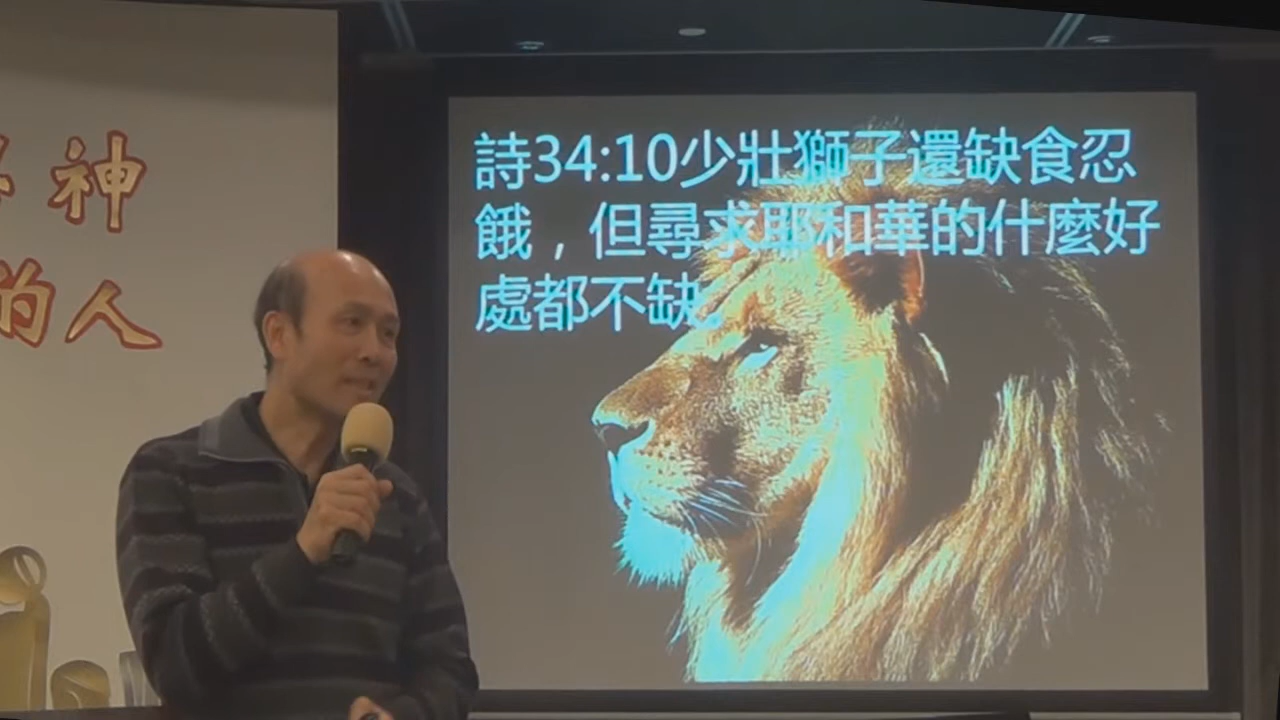 神
的人
詩34:10少壯獅子還缺食忍
餓，但尋求耶和華的什麼好
處都不缺。